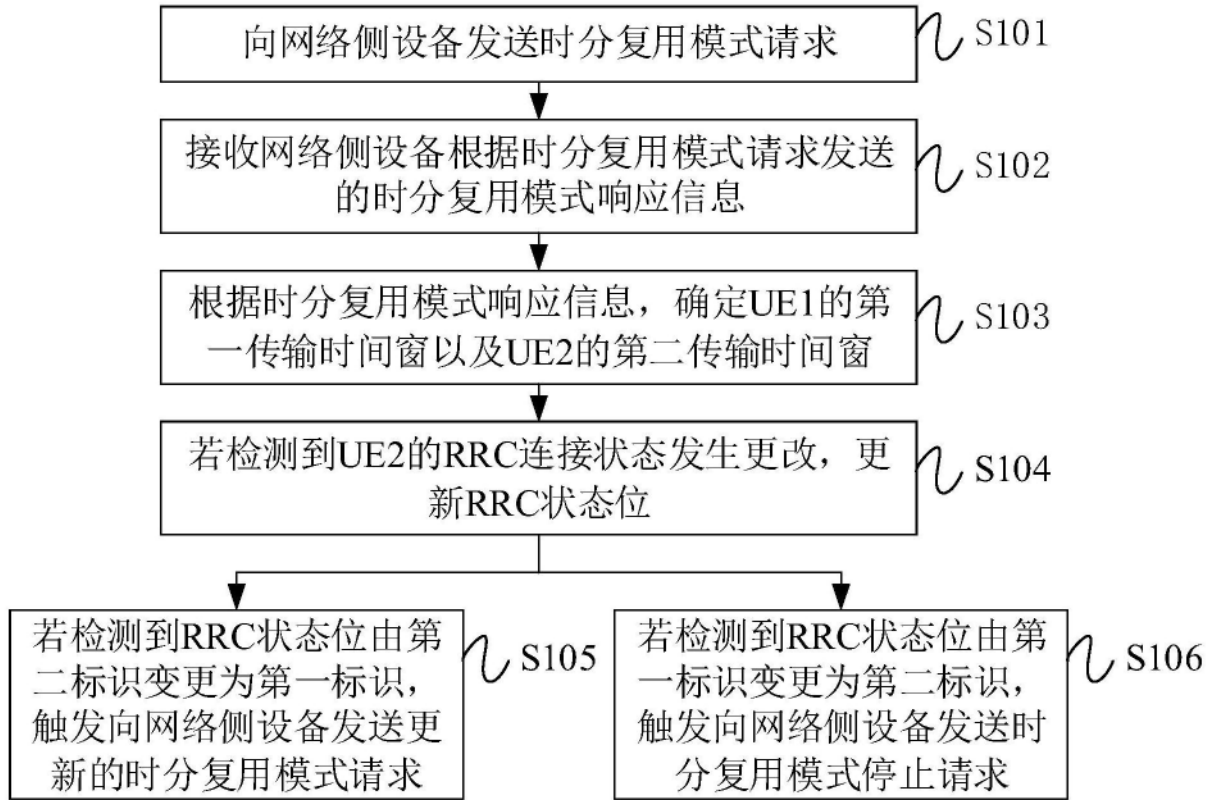 向网络侧设备发送时分复用模式请求
S101
接收网络侧设备根据时分复用模式请求发送
的时分复用模式响应信息
S102
根据时分复用模式响应信息，确定UE1的第
一传输时间窗以及UE2的第二传输时间窗
S103
若检测到UE2的RRC连接状态发生更改，更
新RRC状态位
S104
若检测到RRC状态位由第
二标识变更为第一标识，
触发向网络侧设备发送更
新的时分复用模式请求
S105
若检测到RRC状态位由第
一标识变更为第二标识，
触发向网络侧设备发送时
分复用模式停止请求
S106